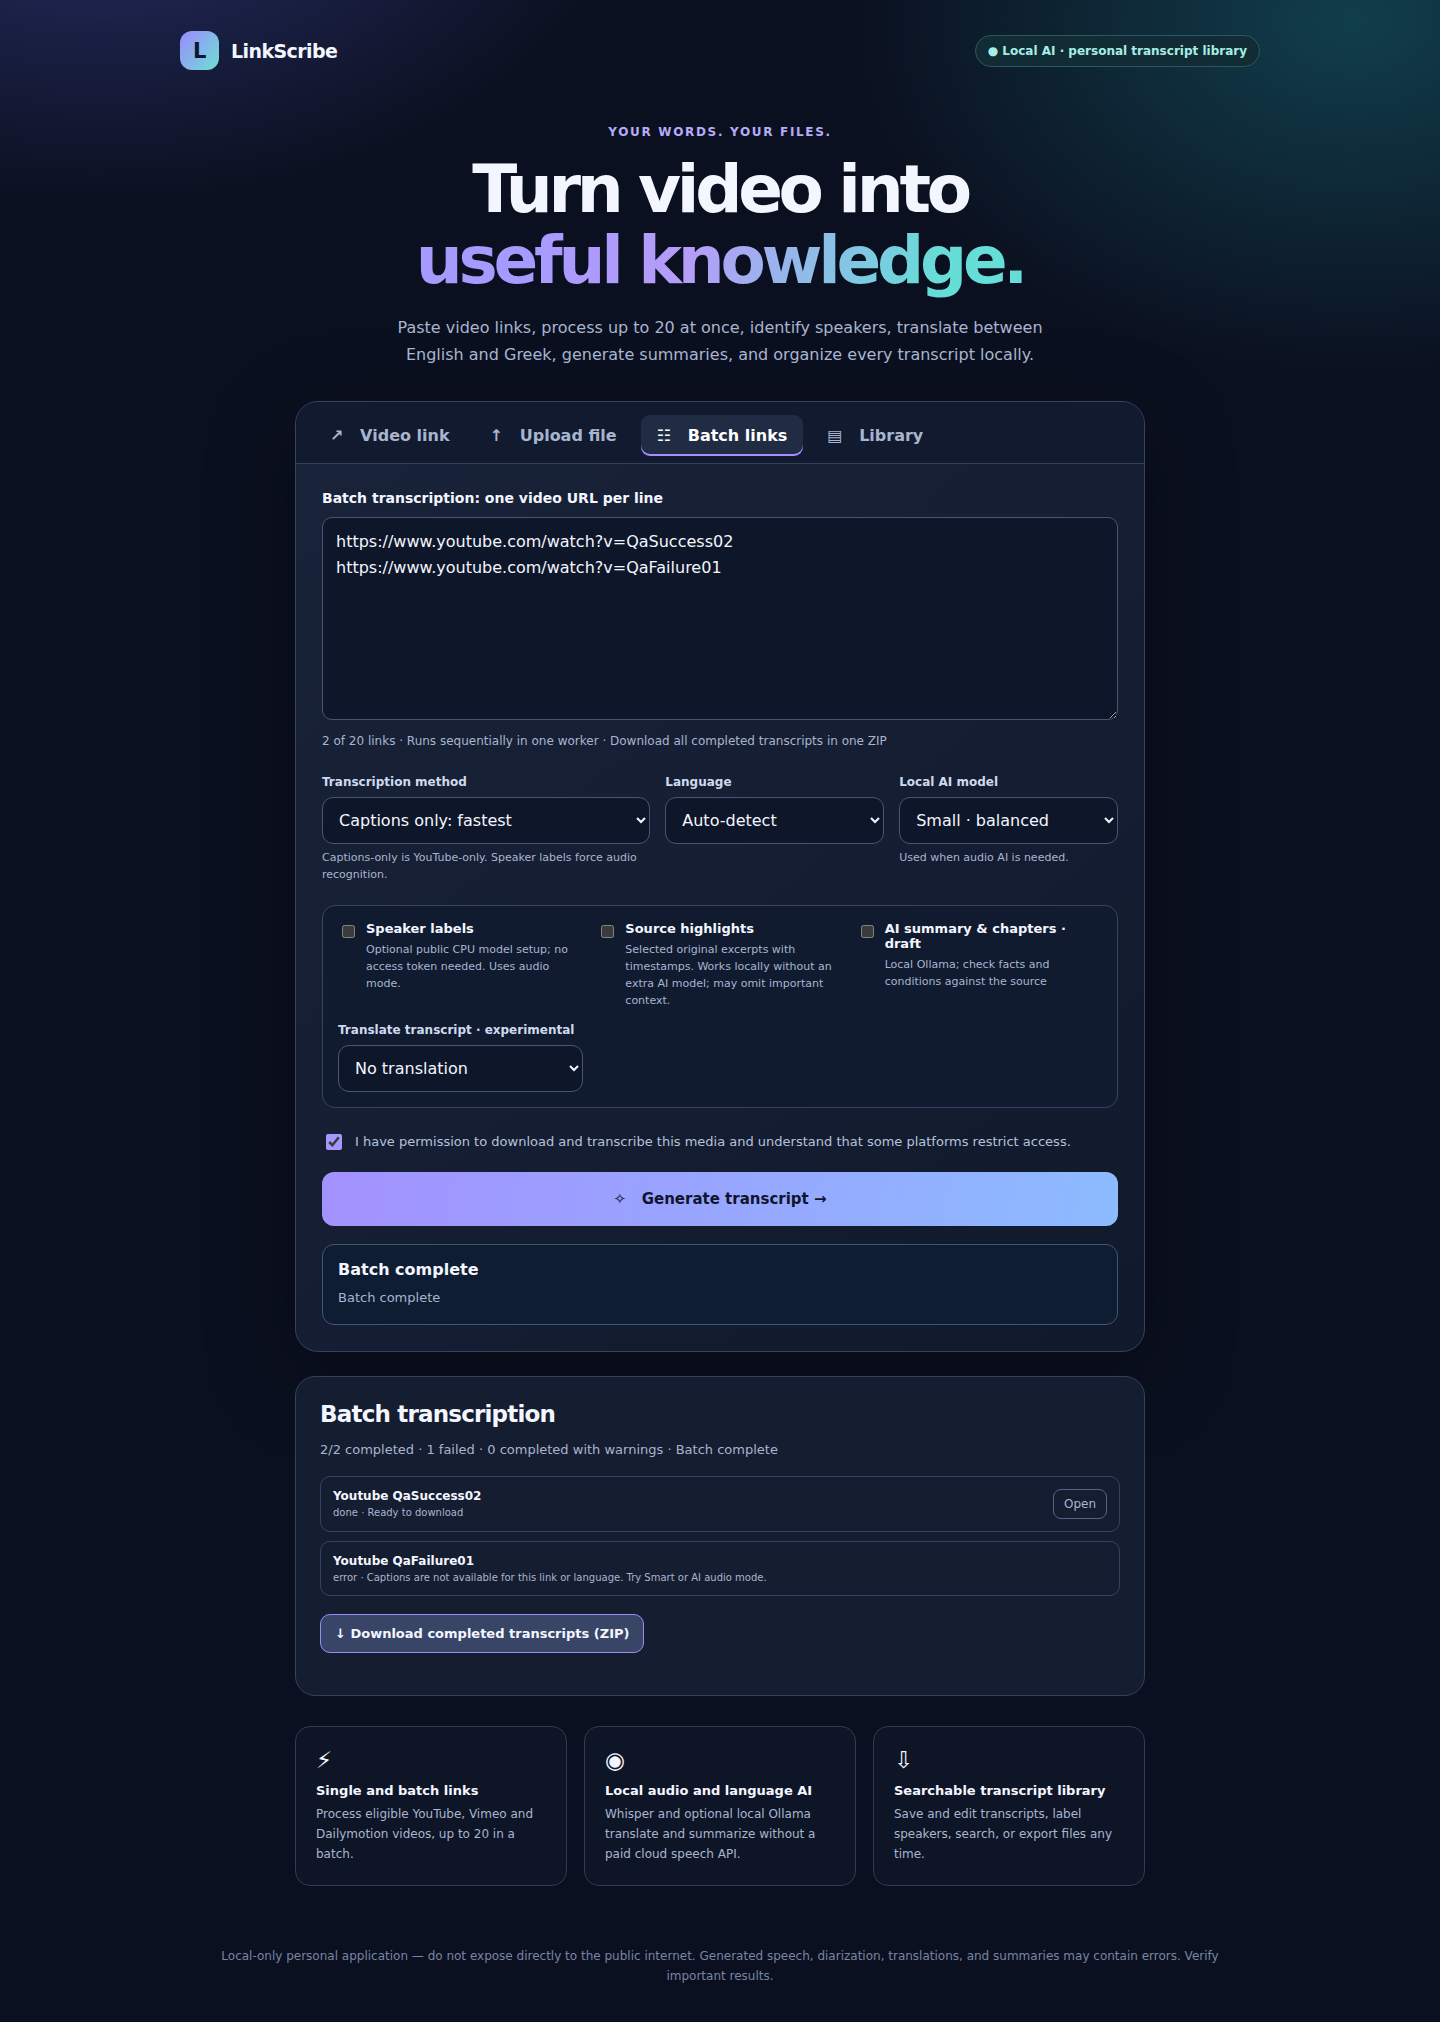 L LinkScribe
● Local AI · personal transcript library
YOUR WORDS. YOUR FILES.
Turn video into
useful knowledge.
Paste video links, process up to 20 at once, identify speakers, translate between
English and Greek, generate summaries, and organize every transcript locally.
↗ Video link ↑ Upload file ☷ Batch links ▤ Library
Batch transcription: one video URL per line
https://www.youtube.com/watch?v=QaSuccess02
https://www.youtube.com/watch?v=QaFailure01
2 of 20 links · Runs sequentially in one worker · Download all completed transcripts in one ZIP
Transcription method
Captions only: fastest
Captions-only is YouTube-only. Speaker labels force audio
recognition.
Language
Auto-detect
Local AI model
Small · balanced
Used when audio AI is needed.
Speaker labels
Optional public CPU model setup; no
access token needed. Uses audio
mode.
Source highlights
Selected original excerpts with
timestamps. Works locally without an
extra AI model; may omit important
context.
AI summary & chapters ·
draft
Local Ollama; check facts and
conditions against the source
Translate transcript · experimental
No translation
I have permission to download and transcribe this media and understand that some platforms restrict access.
✧ Generate transcript →
Batch complete
Batch complete
Batch transcription
2/2 completed · 1 failed · 0 completed with warnings · Batch complete
Youtube QaSuccess02
done · Ready to download
Open
Youtube QaFailure01
error · Captions are not available for this link or language. Try Smart or AI audio mode.
↓ Download completed transcripts (ZIP)
⚡
Single and batch links
Process eligible YouTube, Vimeo and
Dailymotion videos, up to 20 in a
batch.
◉
Local audio and language AI
Whisper and optional local Ollama
translate and summarize without a
paid cloud speech API.
⇩
Searchable transcript library
Save and edit transcripts, label
speakers, search, or export files any
time.
Local-only personal application — do not expose directly to the public internet. Generated speech, diarization, translations, and summaries may contain errors. Verify
important results.